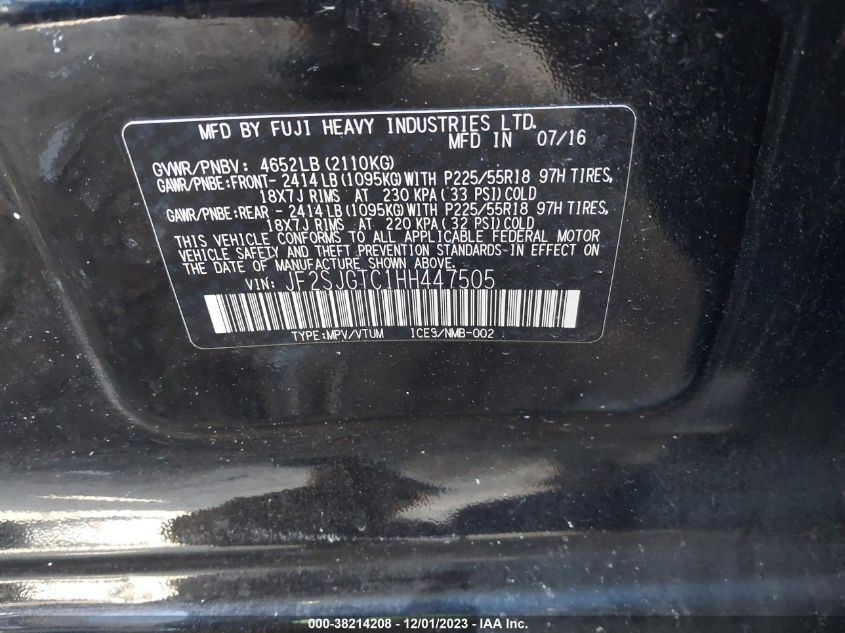 MFD BY FUJI HEAVY INDUSTRIES LTD.
MFD IN 07/16
GVWR/PNBV: 4652LB (2110KG)
GAWR/PNBE:FRONT- 2414LB (1095KG) WITH P225/55R18 97H TIRES,
18X7J RIMS AT 230 KPA (33 PSI) COLD
GAWR/PNBE:REAR - 2414LB (1095KG) WITH P225/55R18 97H TIRES,
18X7J RIMS AT 220 KPA (32 PSI) COLD
THIS VEHICLE CONFORMS TO ALL APPLICABLE FEDERAL MOTOR
VEHICLE SAFETY AND THEFT PREVENTION STANDARDS IN EFFECT ON
THE DATE OF MANUFACTURE SHOWN ABOVE.
VIN: JF2SJGTC1HH447505
TYPE:MPV/VTUM ICES/NMB-002
000-38214208 - 12/01/2023 - IAA Inc.